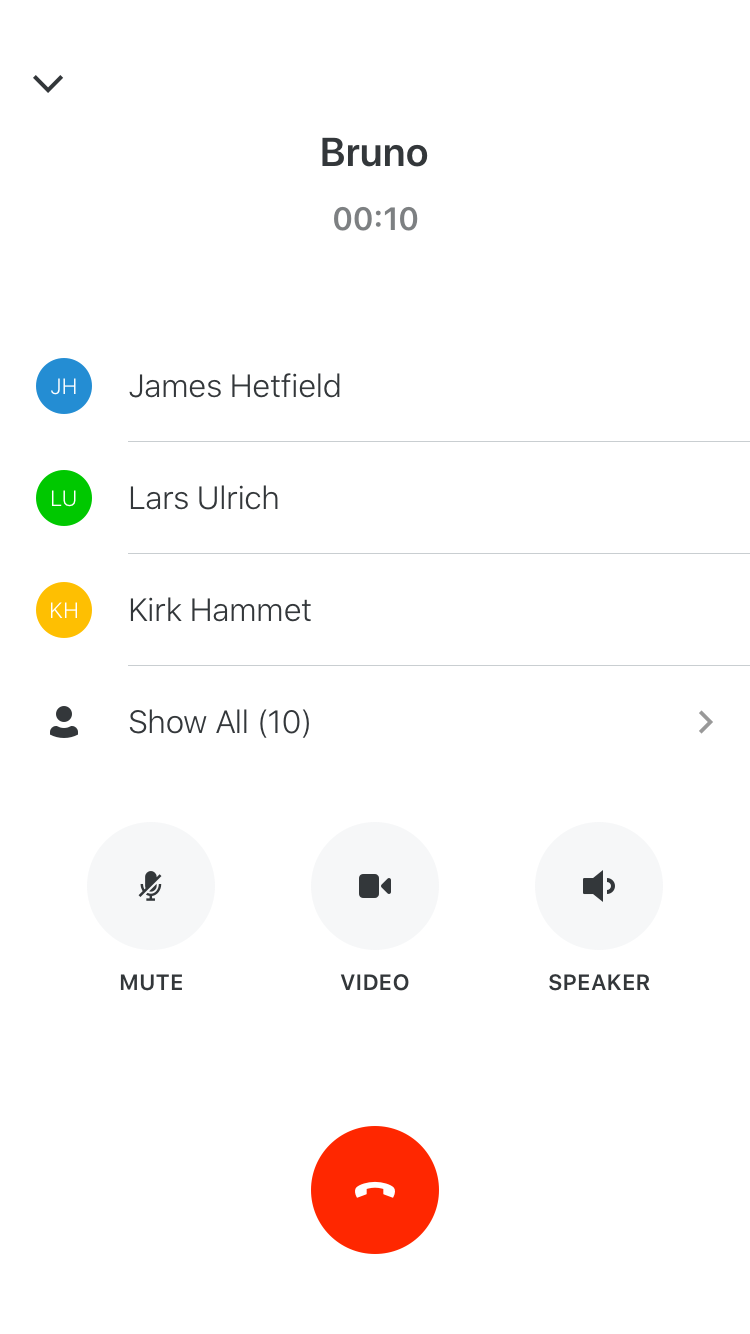 Bruno
00:10
JH James Hetfield
LU Lars Ulrich
KH Kirk Hammet
Show All (10)
MUTE VIDEO SPEAKER